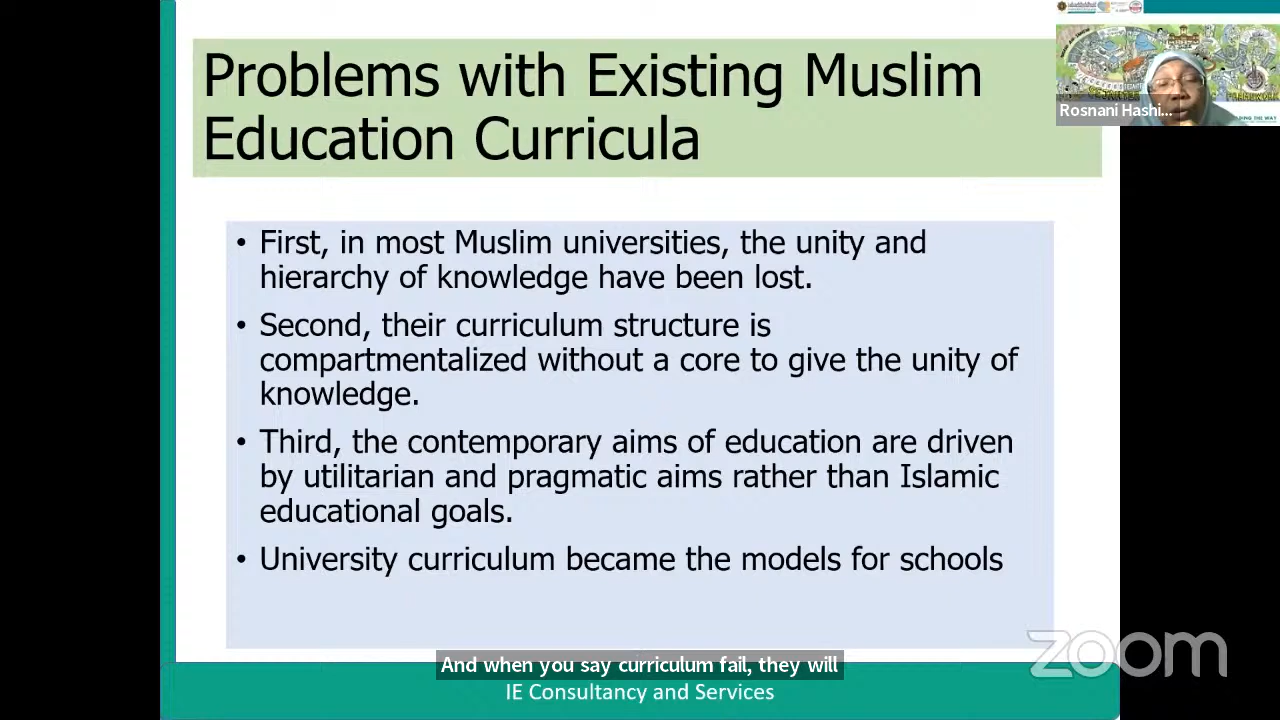 Problems with Existing Muslim
Education Curricula
Rosnani Hashi...
• First, in most Muslim universities, the unity and
hierarchy of knowledge have been lost.
• Second, their curriculum structure is
compartmentalized without a core to give the unity of
knowledge.
• Third, the contemporary aims of education are driven
by utilitarian and pragmatic aims rather than Islamic
educational goals.
• University curriculum became the models for schools
zoom
And when you say curriculum fail, they will
IE Consultancy and Services